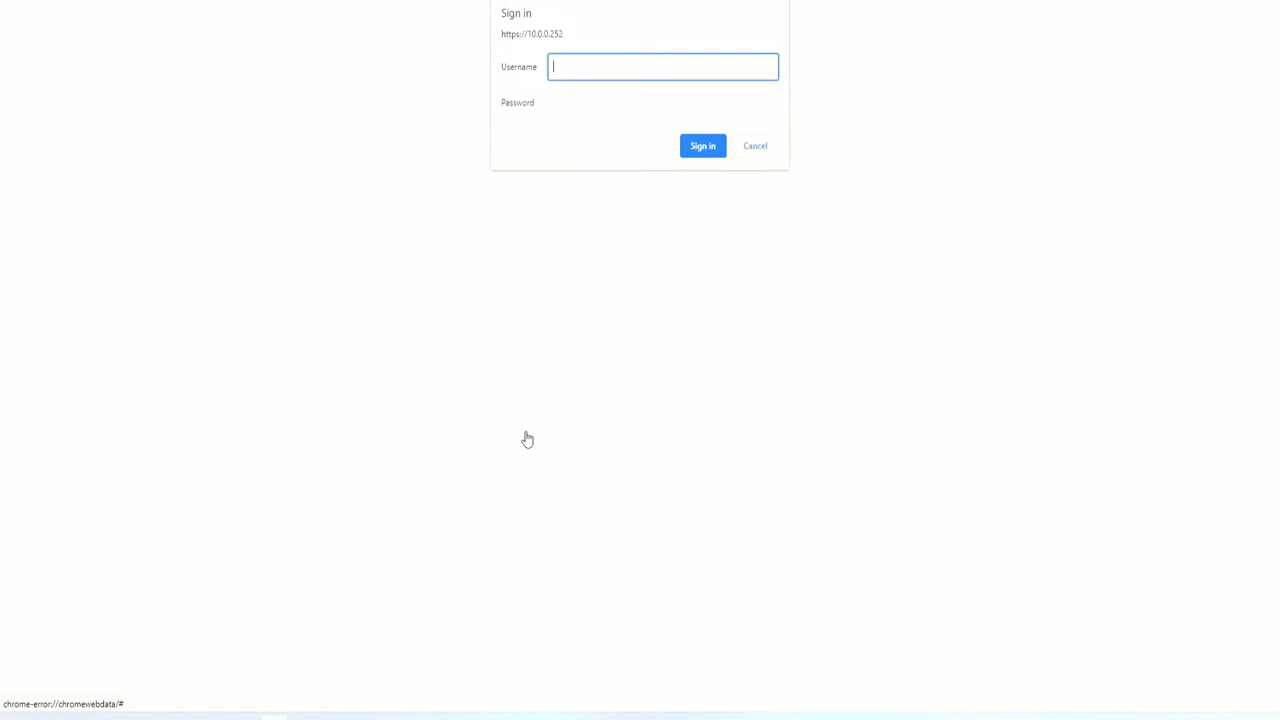 Sign in
https://10.0.0.252
Username
Password
Sign in Cancel
chrome-error://chromewebdata/#